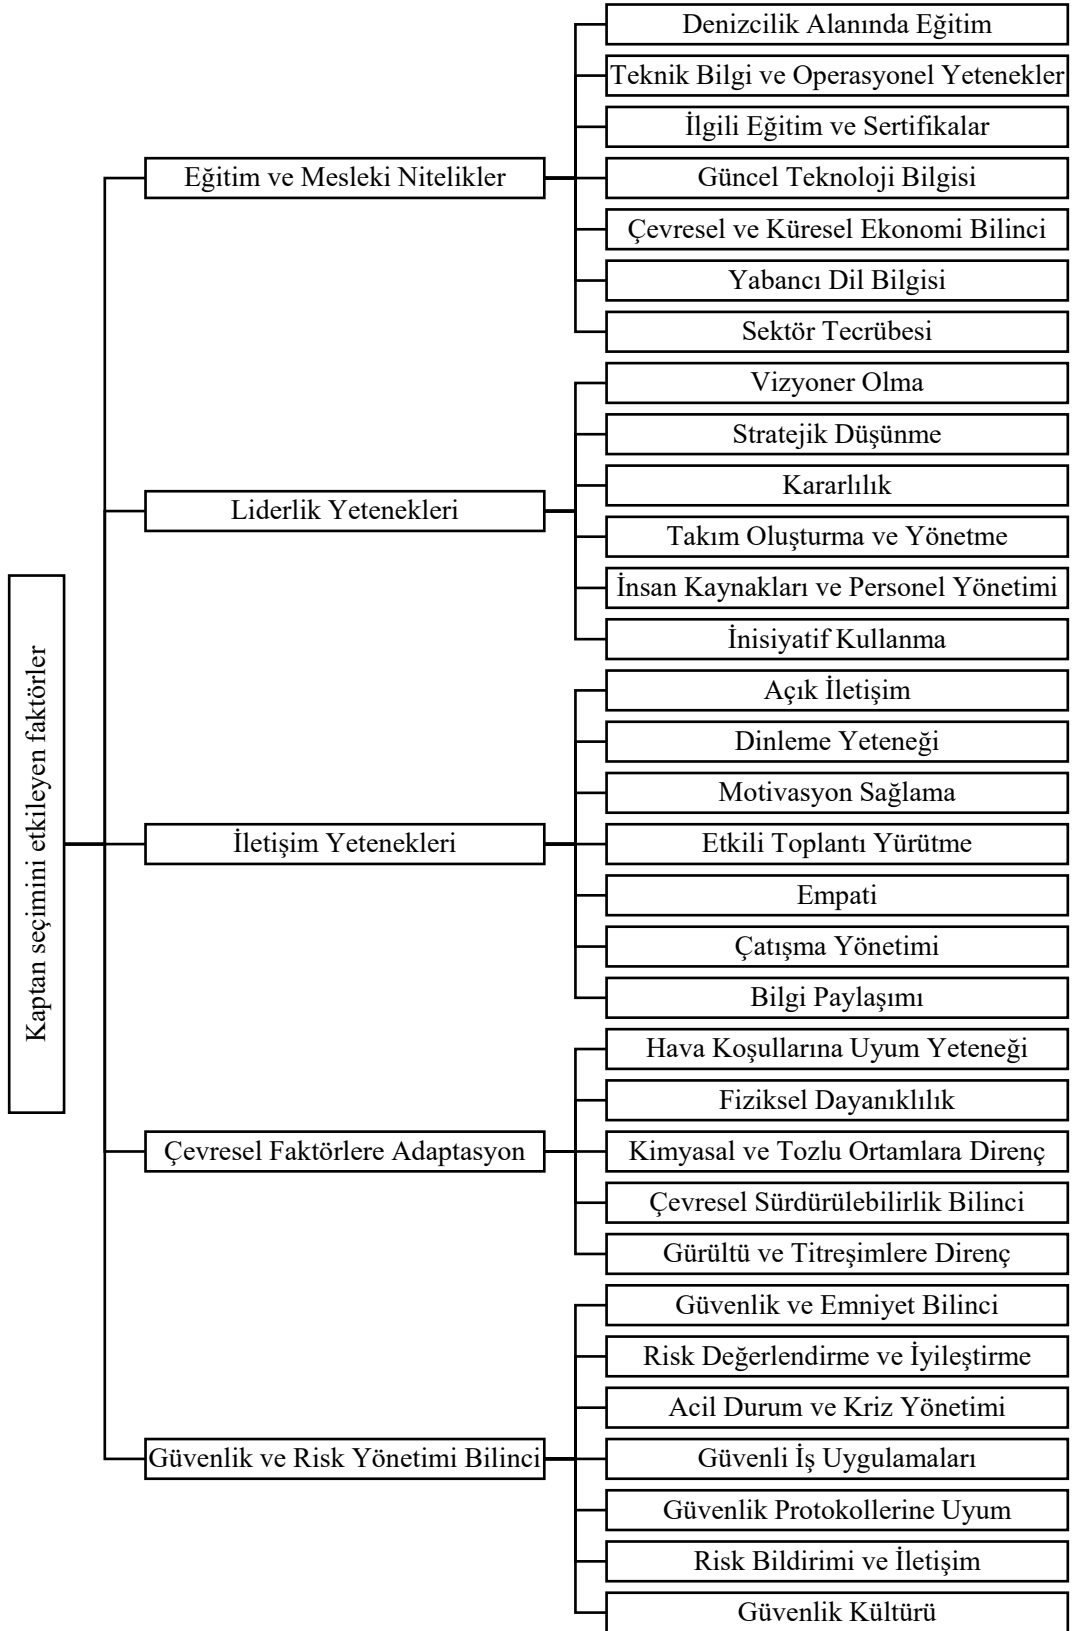 Kaptan seçimini etkileyen faktörler
Eğitim ve Mesleki Nitelikler
Denizcilik Alanında Eğitim
Teknik Bilgi ve Operasyonel Yetenekler
İlgili Eğitim ve Sertifikalar
Güncel Teknoloji Bilgisi
Çevresel ve Küresel Ekonomi Bilinci
Yabancı Dil Bilgisi
Sektör Tecrübesi
Liderlik Yetenekleri
Vizyoner Olma
Stratejik Düşünme
Kararlılık
Takım Oluşturma ve Yönetme
İnsan Kaynakları ve Personel Yönetimi
İnisiyatif Kullanma
İletişim Yetenekleri
Açık İletişim
Dinleme Yeteneği
Motivasyon Sağlama
Etkili Toplantı Yürütme
Empati
Çatışma Yönetimi
Bilgi Paylaşımı
Çevresel Faktörlere Adaptasyon
Hava Koşullarına Uyum Yeteneği
Fiziksel Dayanıklılık
Kimyasal ve Tozlu Ortamlara Direnç
Çevresel Sürdürülebilirlik Bilinci
Gürültü ve Titreşimlere Direnç
Güvenlik ve Risk Yönetimi Bilinci
Güvenlik ve Emniyet Bilinci
Risk Değerlendirme ve İyileştirme
Acil Durum ve Kriz Yönetimi
Güvenli İş Uygulamaları
Güvenlik Protokollerine Uyum
Risk Bildirimi ve İletişim
Güvenlik Kültürü